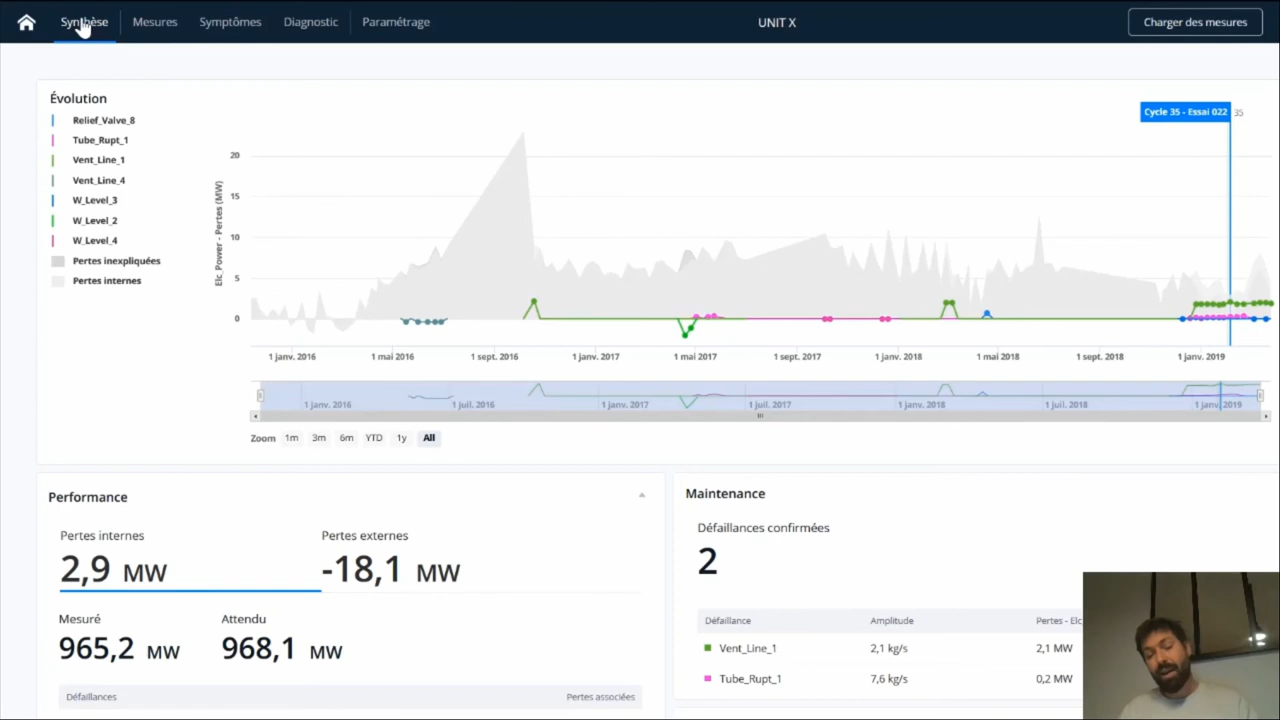 Synthèse Mesures Symptômes Diagnostic Paramétrage UNIT X Charger des mesures
Évolution
Relief_Valve_8
Tube_Rupt_1
Vent_Line_1
Vent_Line_4
W_Level_3
W_Level_2
W_Level_4
Pertes inexpliquées
Pertes internes
Cycle 35 - Essai 022 35
Elc_Power - Pertes (MW)
20
15
10
5
0
1 janv. 2016 1 mai 2016 1 sept. 2016 1 janv. 2017 1 mai 2017 1 sept. 2017 1 janv. 2018 1 mai 2018 1 sept. 2018 1 janv. 2019
1 janv. 2016 1 juil. 2016 1 janv. 2017 1 juil. 2017 1 janv. 2018 1 juil. 2018 1 janv. 2019
Zoom 1m 3m 6m YTD 1y All
Performance
Pertes internes Pertes externes
2,9 MW -18,1 MW
Mesuré Attendu
965,2 MW 968,1 MW
Défaillances Pertes associées
Maintenance
Défaillances confirmées
2
Défaillance Amplitude Pertes - Elc
Vent_Line_1 2,1 kg/s 2,1 MW
Tube_Rupt_1 7,6 kg/s 0,2 MW